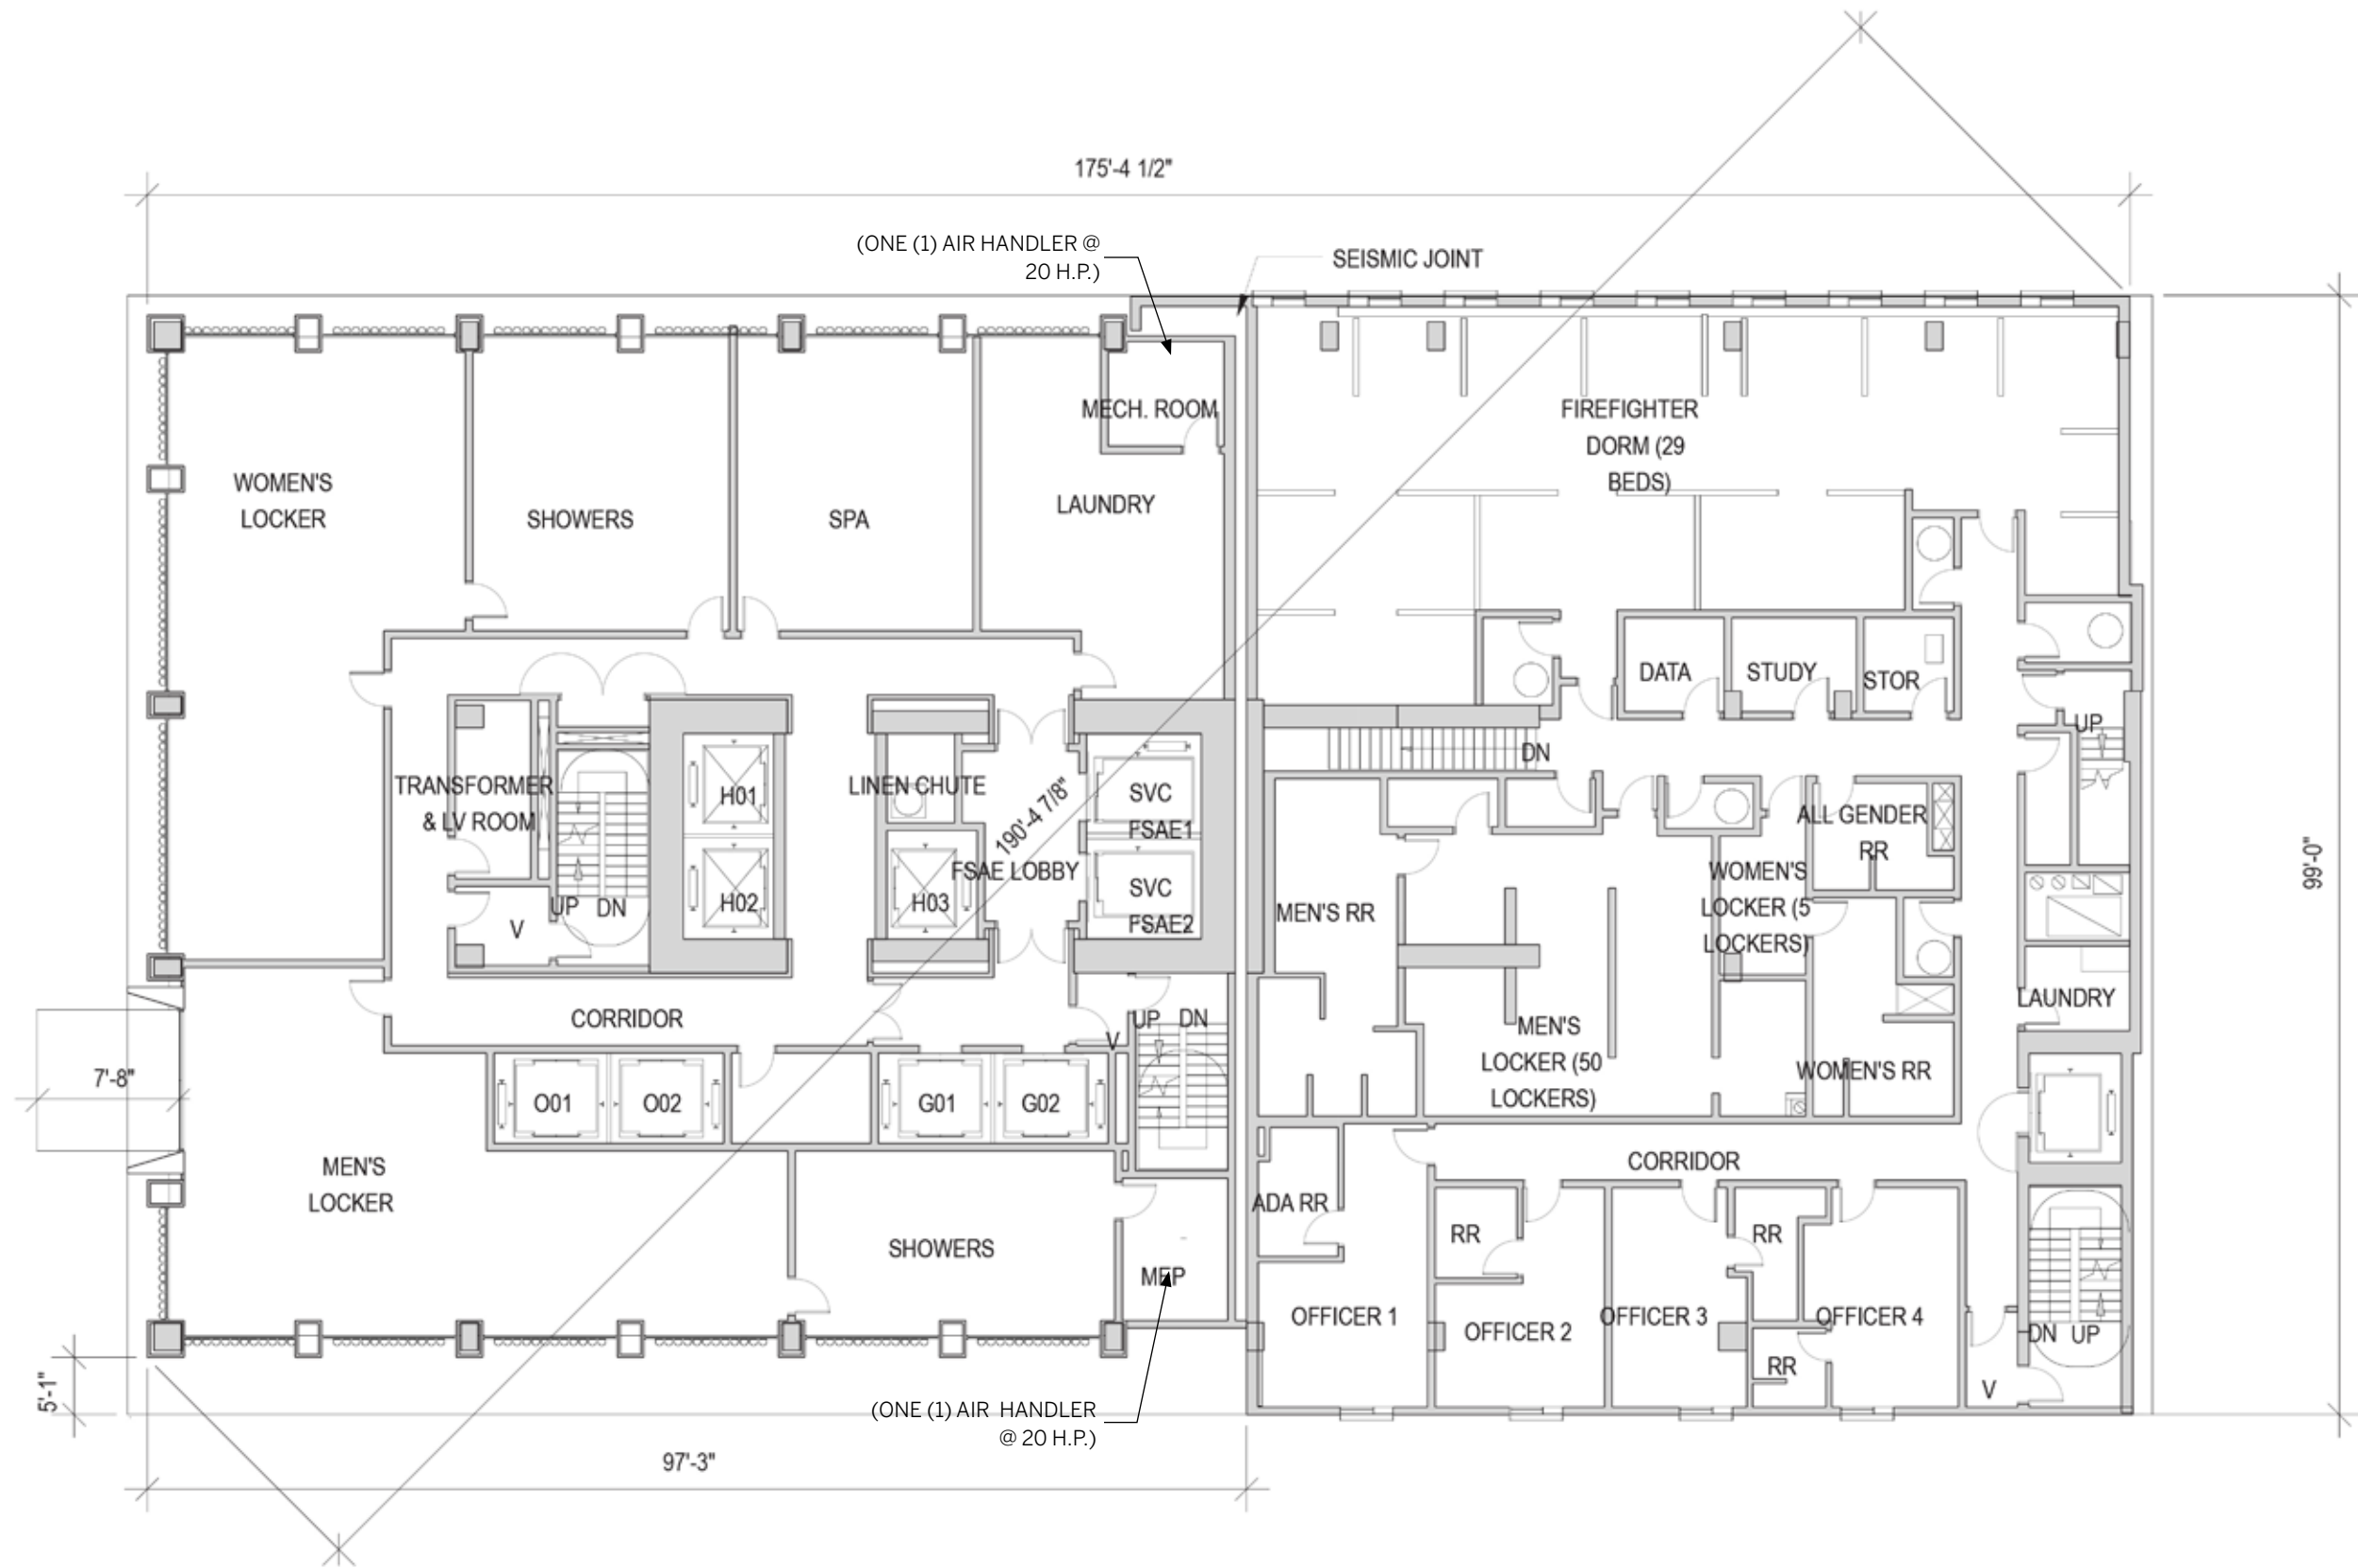 175'-4 1/2"
(ONE (1) AIR HANDLER @
20 H.P.)
SEISMIC JOINT
MECH. ROOM
FIREFIGHTER
DORM (29
BEDS)
WOMEN'S
LOCKER
SHOWERS
SPA
LAUNDRY
DATA
STUDY
STOR
UP
DN
TRANSFORMER
& LV ROOM
H01
LINEN CHUTE
190'-4 7/8"
SVC
FSAE1
ALL GENDER
RR
99'-0"
FSAE LOBBY
WOMEN'S
LOCKER (5
LOCKERS)
H02
H03
SVC
FSAE2
MEN'S RR
UP
DN
V
LAUNDRY
CORRIDOR
UP
DN
V
MEN'S
LOCKER (50
LOCKERS)
WOMEN'S RR
7'-8"
O01
O02
G01
G02
MEN'S
LOCKER
CORRIDOR
ADA RR
RR
RR
SHOWERS
MEP
OFFICER 1
OFFICER 2
OFFICER 3
OFFICER 4
DN
UP
RR
V
5'-1"
(ONE (1) AIR HANDLER
@ 20 H.P.)
97'-3"